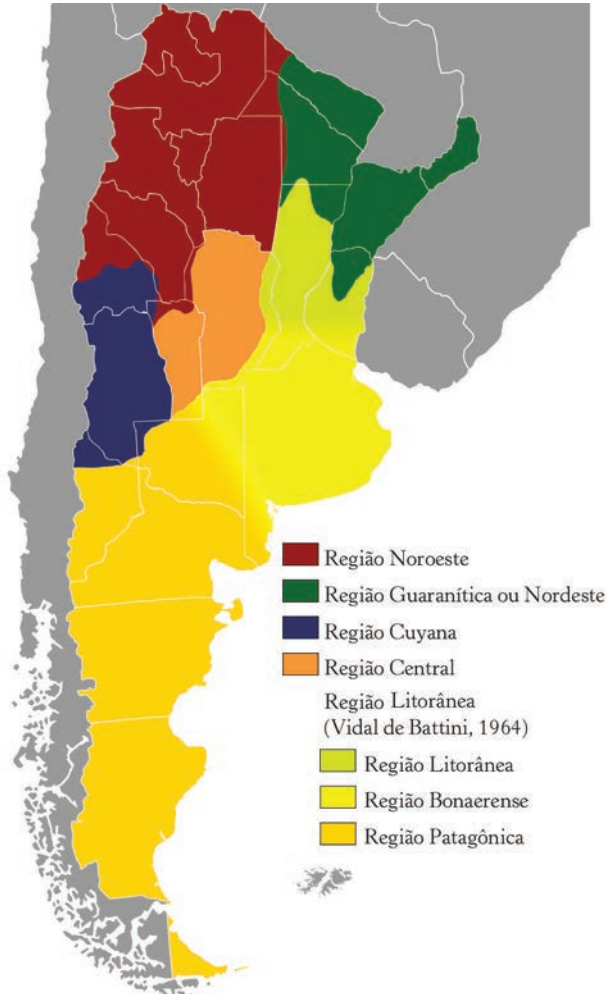 Região Noroeste
Região Guaranítica ou Nordeste
Região Cuyana
Região Central
Região Litorânea
(Vidal de Battini, 1964)
Região Litorânea
Região Bonaerense
Região Patagônica